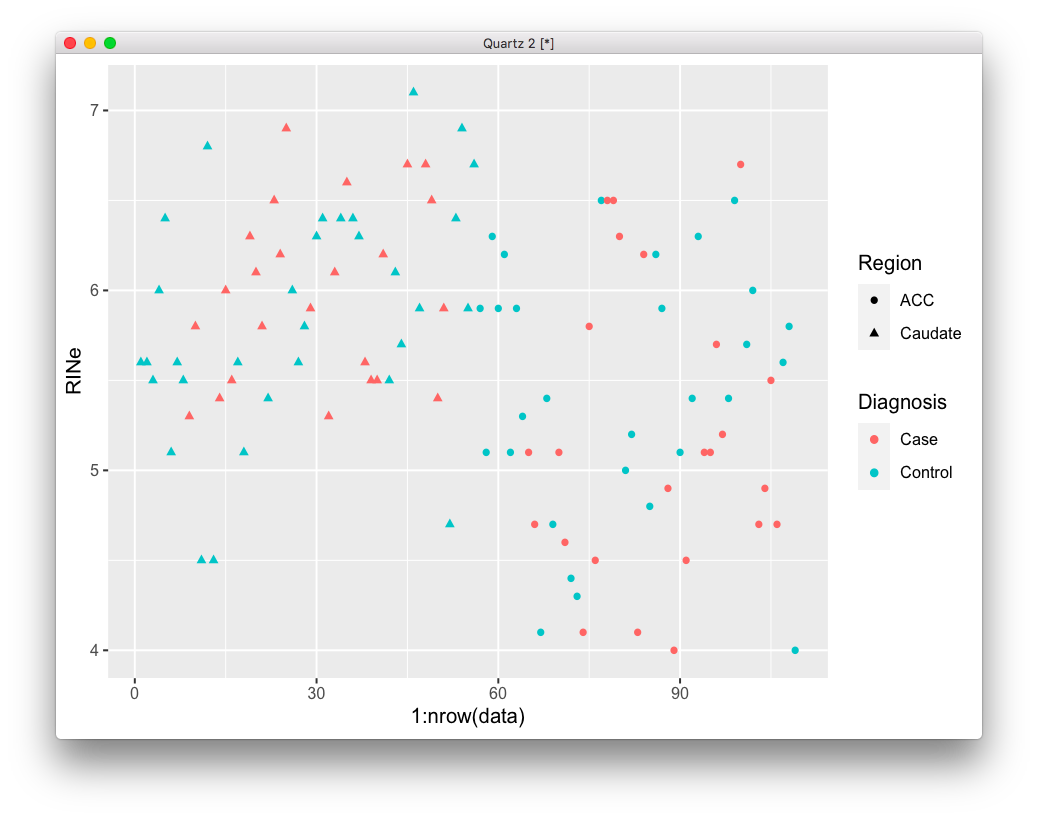 Quartz 2 [*]
7
6
5
4
RINe
0 30 60 90
1:nrow(data)
Region
ACC
Caudate
Diagnosis
Case
Control